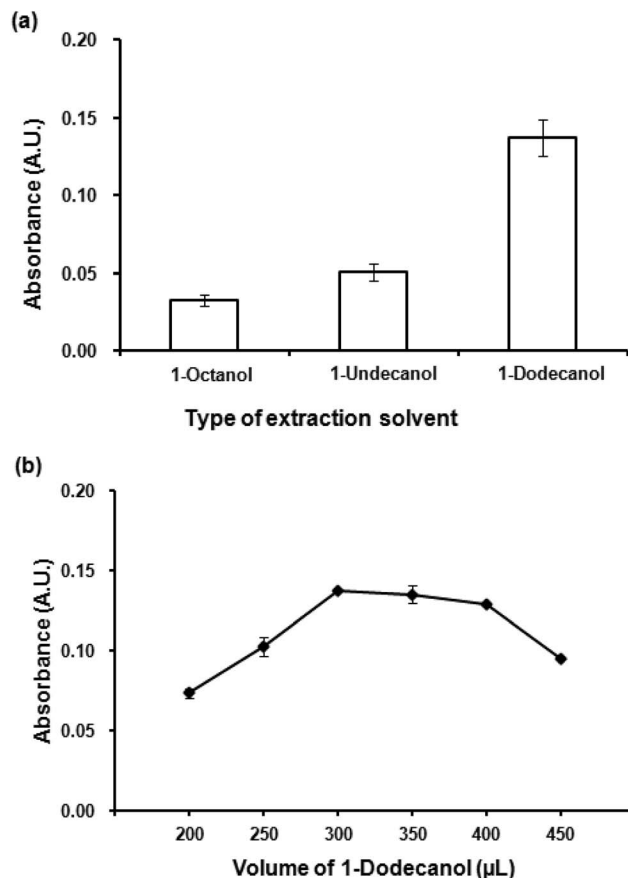 (a)
0.20
0.15
0.10
0.05
0.00
Absorbance (A.U.)
1-Octanol 1-Undecanol 1-Dodecanol
Type of extraction solvent
(b)
0.20
0.15
0.10
0.05
0.00
Absorbance (A.U.)
200 250 300 350 400 450
Volume of 1-Dodecanol (µL)